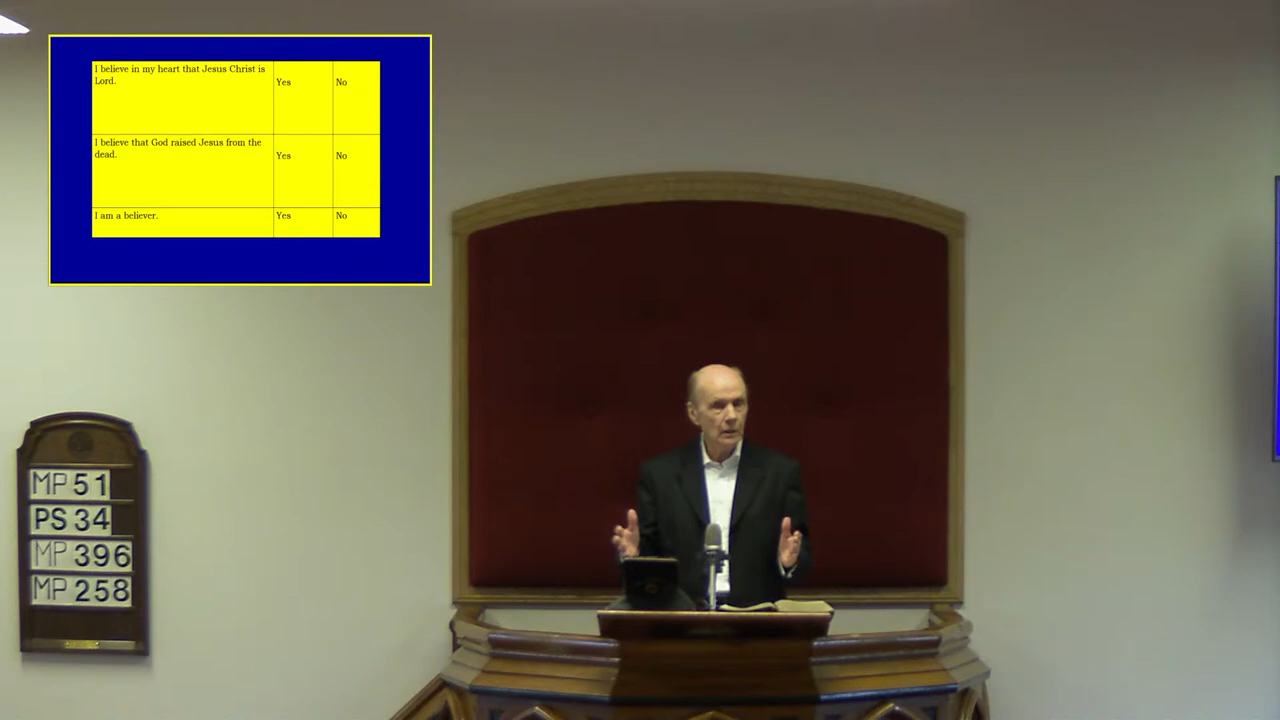 I believe in my heart that Jesus Christ is
Lord.
Yes
No
I believe that God raised Jesus from the
dead.
Yes
No
I am a believer.
Yes
No
MP 51
PS 34
MP 396
MP 258